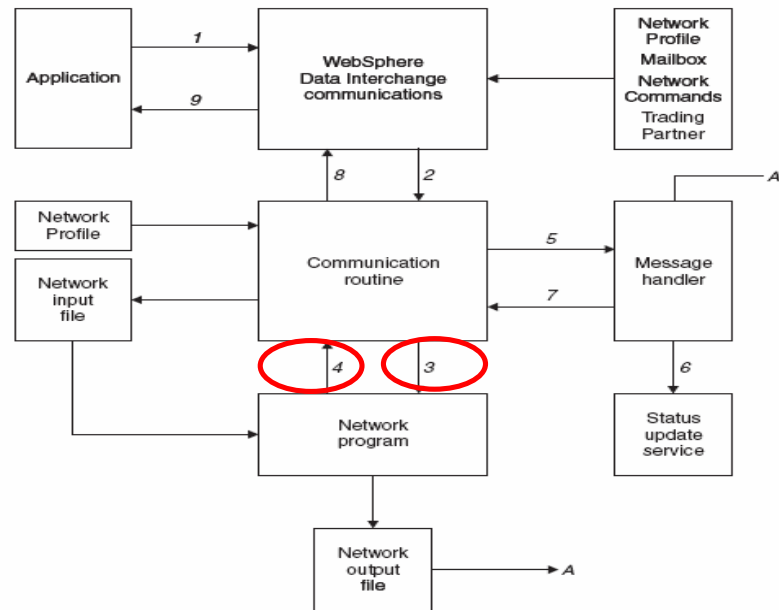 Application
1
9
WebSphere
Data Interchange
communications
Network
Profile
Mailbox
Network
Commands
Trading
Partner
8
2
A
Network
Profile
Network
input
file
Communication
routine
5
7
Message
handler
4
3
6
Network
program
Status
update
service
Network
output
file
A